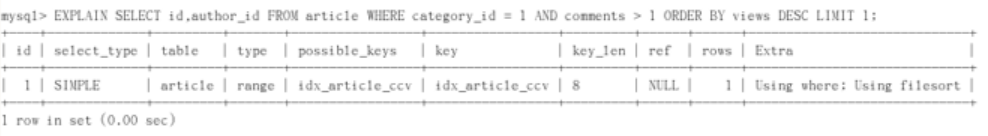 mysql> EXPLAIN SELECT id,author_id FROM article WHERE category_id = 1 AND comments > 1 ORDER BY views DESC LIMIT 1;
+----+-------------+---------+-------+-----------------+-----------------+---------+------+------+-----------------------------+
| id | select_type | table | type | possible_keys | key | key_len | ref | rows | Extra |
+----+-------------+---------+-------+-----------------+-----------------+---------+------+------+-----------------------------+
| 1 | SIMPLE | article | range | idx_article_ccv | idx_article_ccv | 8 | NULL | 1 | Using where; Using filesort |
+----+-------------+---------+-------+-----------------+-----------------+---------+------+------+-----------------------------+
1 row in set (0.00 sec)